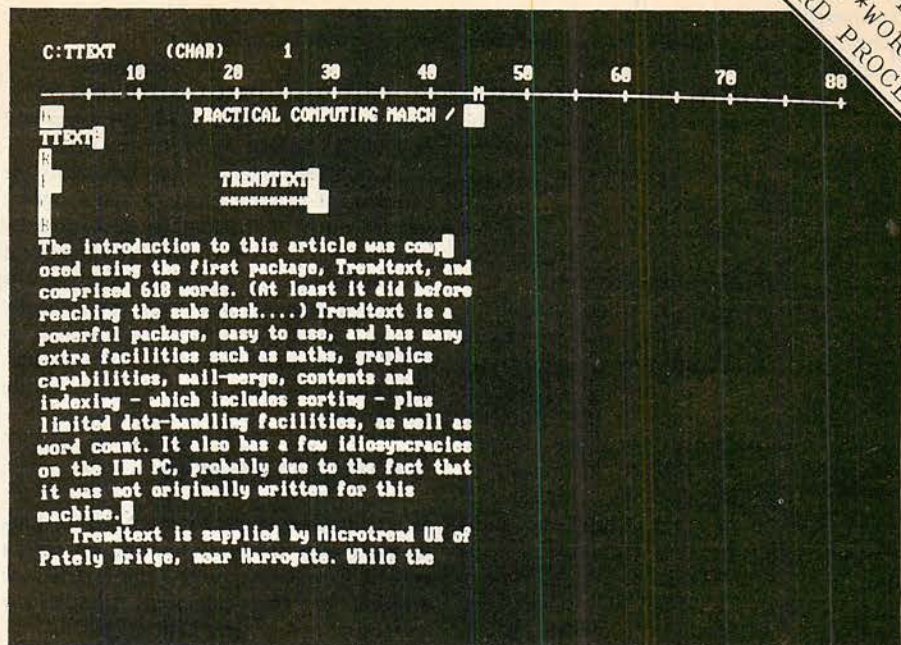 C:TTEXT (CHAR) 1
10 20 30 40 50 60 70 80
PRACTICAL COMPUTING MARCH /
TTEXT
TRENDTEXT
*********
The introduction to this article was comp
osed using the first package, Trendtext, and
comprised 618 words. (At least it did before
reaching the subs desk....) Trendtext is a
powerful package, easy to use, and has many
extra facilities such as maths, graphics
capabilities, mail-merge, contents and
indexing - which includes sorting - plus
limited data-handling facilities, as well as
word count. It also has a few idiosyncracies
on the IBM PC, probably due to the fact that
it was not originally written for this
machine.
Trendtext is supplied by Microtrend UK of
Pately Bridge, near Harrogate. While the